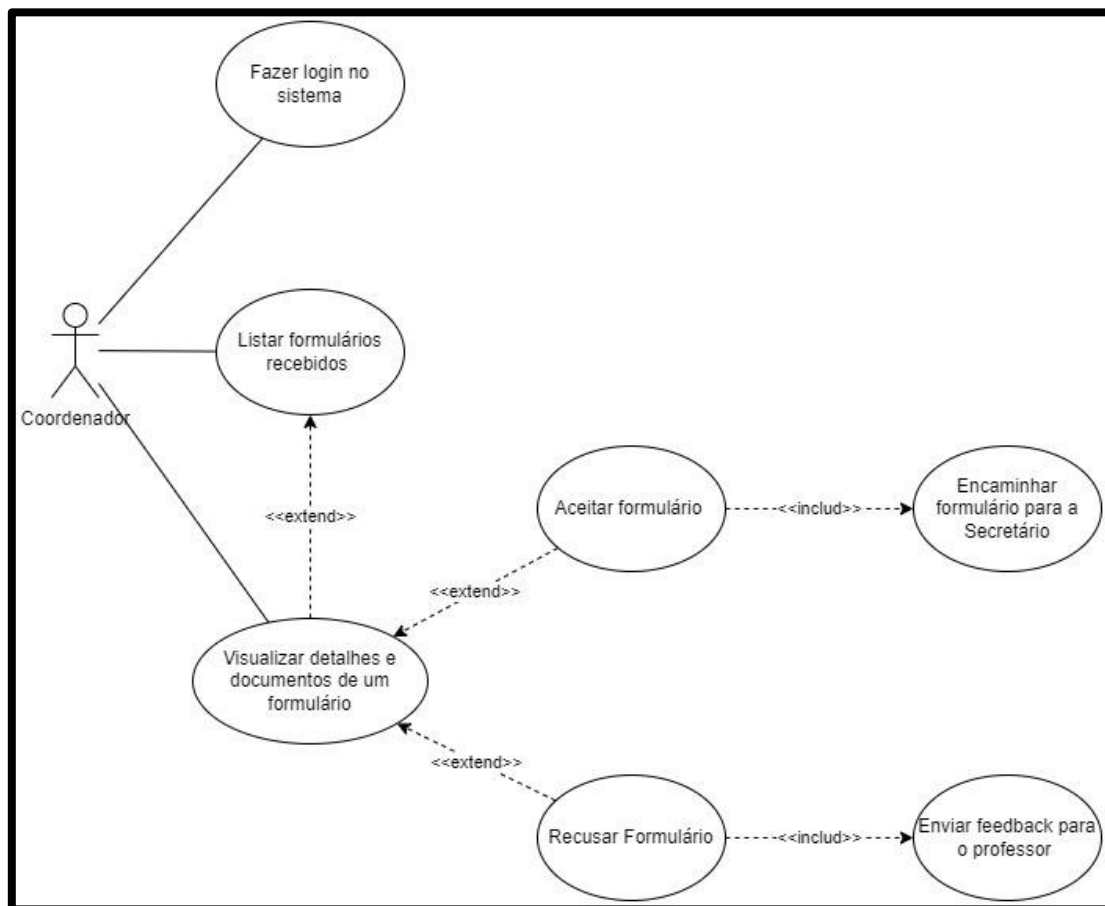 Fazer login no
sistema
Listar formulários
recebidos
Coordenador
<<extend>>
Aceitar formulário
<<includ>>
Encaminhar
formulário para a
Secretário
<<extend>>
Visualizar detalhes e
documentos de um
formulário
<<extend>>
Recusar Formulário
<<includ>>
Enviar feedback para
o professor